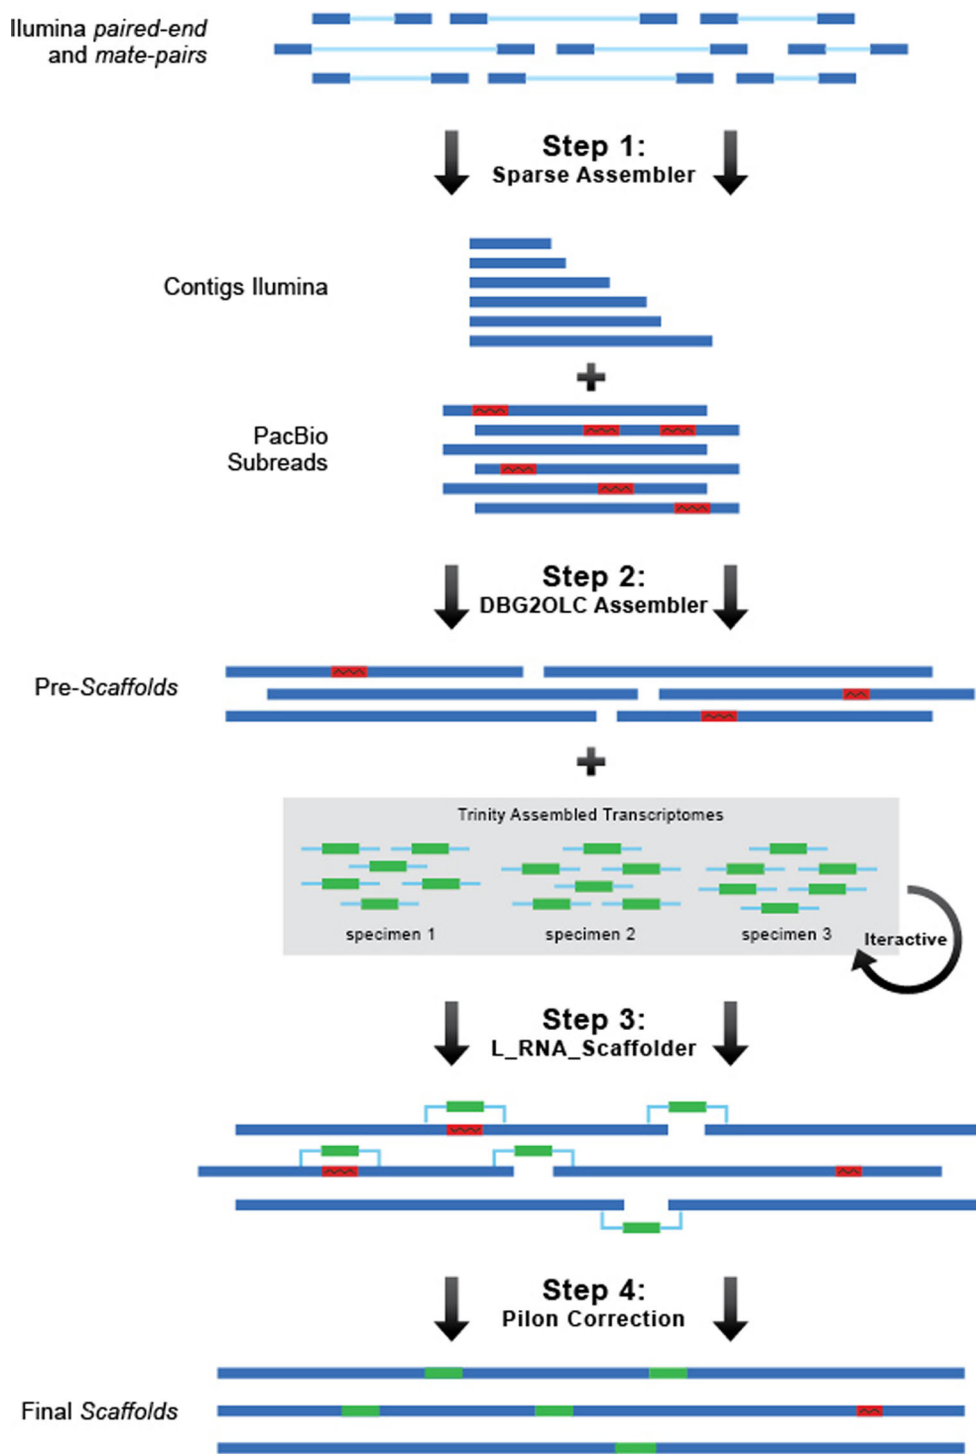 Ilumina paired-end
and mate-pairs
Step 1:
Sparse Assembler
Contigs Ilumina
PacBio
Subreads
Step 2:
DBG2OLC Assembler
Pre-Scaffolds
Trinity Assembled Transcriptomes
specimen 1
specimen 2
specimen 3
Iteractive
Step 3:
L_RNA_Scaffolder
Step 4:
Pilon Correction
Final Scaffolds